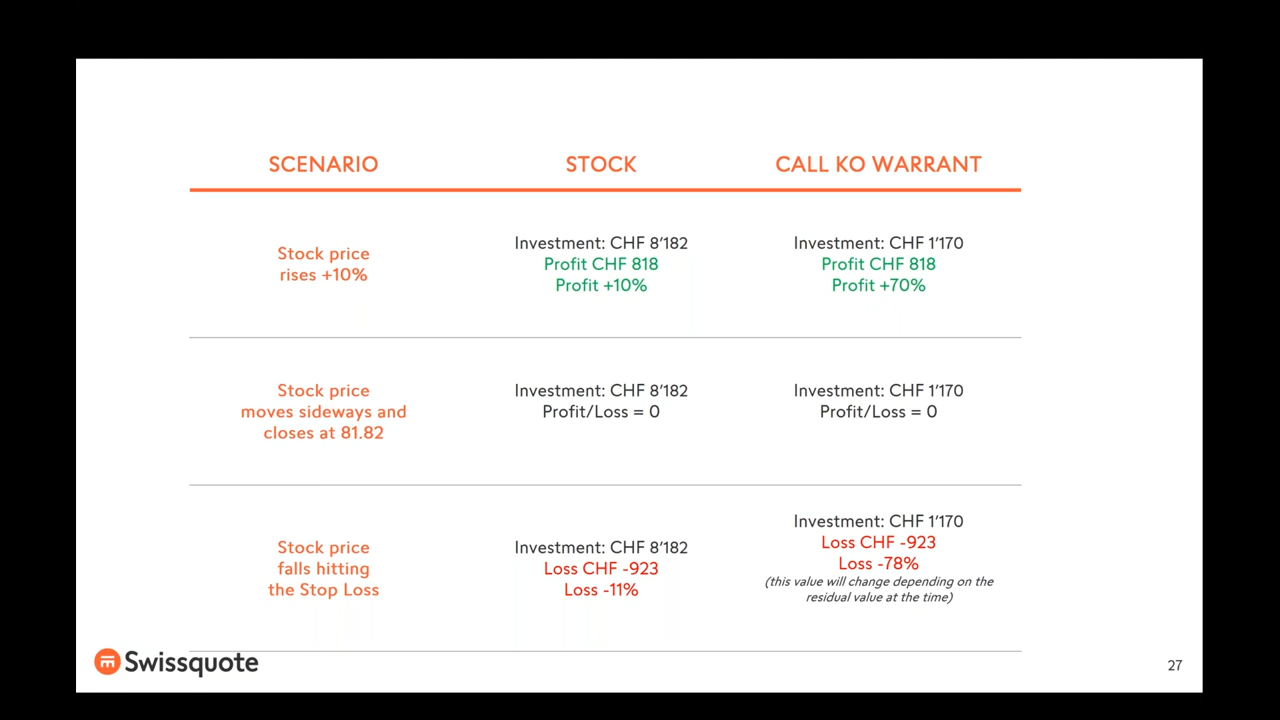 SCENARIO
STOCK
CALL KO WARRANT
Stock price
rises +10%
Investment: CHF 8'182
Profit CHF 818
Profit +10%
Investment: CHF 1'170
Profit CHF 818
Profit +70%
Stock price
moves sideways and
closes at 81.82
Investment: CHF 8'182
Profit/Loss = 0
Investment: CHF 1'170
Profit/Loss = 0
Stock price
falls hitting
the Stop Loss
Investment: CHF 8'182
Loss CHF -923
Loss -11%
Investment: CHF 1'170
Loss CHF -923
Loss -78%
(this value will change depending on the
residual value at the time)
Swissquote
27